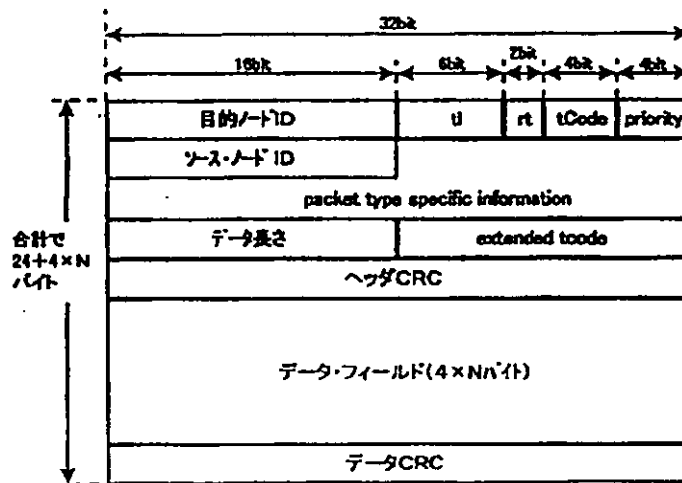 32bit
16bit 6bit 2bit 4bit 4bit
目的ノードID tl rt tCode priority
ソース・ノードID
packet type specific information
データ長さ extended tcode
合計で
24+4×N
バイト
ヘッダCRC
データ・フィールド(4×Nバイト)
データCRC